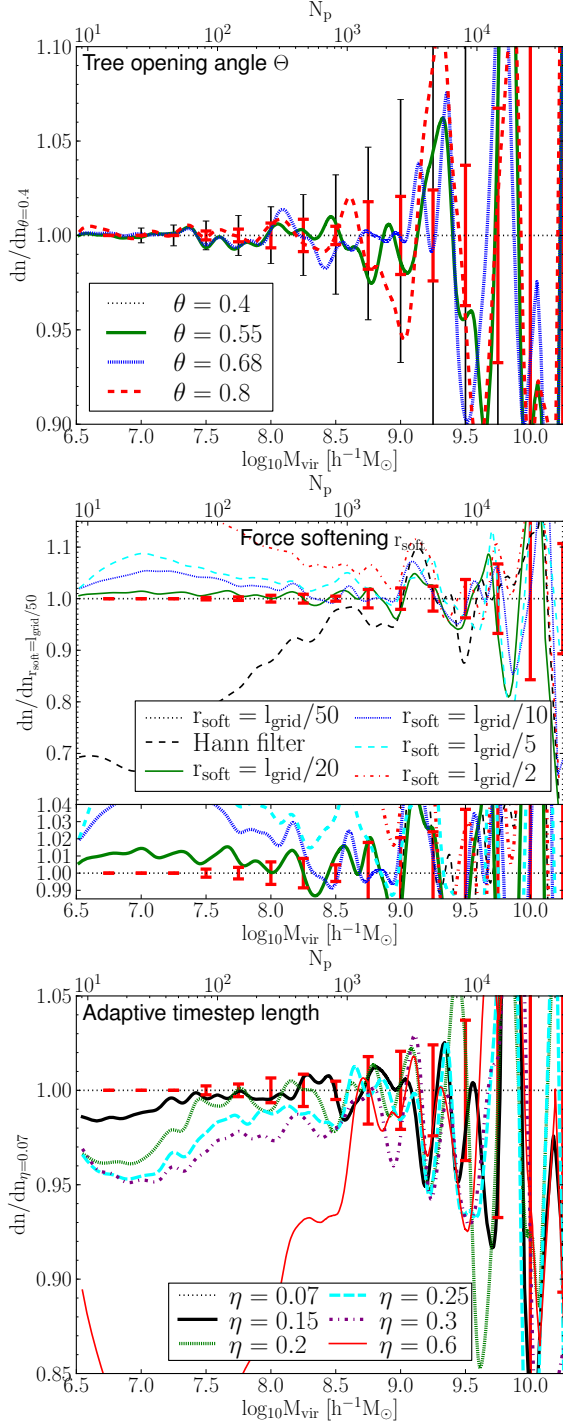 N_p
10^1 10^2 10^3 10^4
Tree opening angle Θ
1.10
1.05
1.00
0.95
0.90
dn/dn_θ=0.4
θ = 0.4
θ = 0.55
θ = 0.68
θ = 0.8
6.5 7.0 7.5 8.0 8.5 9.0 9.5 10.0
log_10 M_vir [h^−1 M_⊙]
N_p
10^1 10^2 10^3 10^4
Force softening r_soft
1.1
1.0
0.9
0.8
0.7
dn/dn_r_soft=l_grid/50
r_soft = l_grid/50
Hann filter
r_soft = l_grid/20
r_soft = l_grid/10
r_soft = l_grid/5
r_soft = l_grid/2
1.04
1.03
1.02
1.01
1.00
0.99
6.5 7.0 7.5 8.0 8.5 9.0 9.5 10.0
log_10 M_vir [h^−1 M_⊙]
N_p
10^1 10^2 10^3 10^4
Adaptive timestep length
1.05
1.00
0.95
0.90
0.85
dn/dn_η=0.07
η = 0.07
η = 0.15
η = 0.2
η = 0.25
η = 0.3
η = 0.6
6.5 7.0 7.5 8.0 8.5 9.0 9.5 10.0
log_10 M_vir [h^−1 M_⊙]